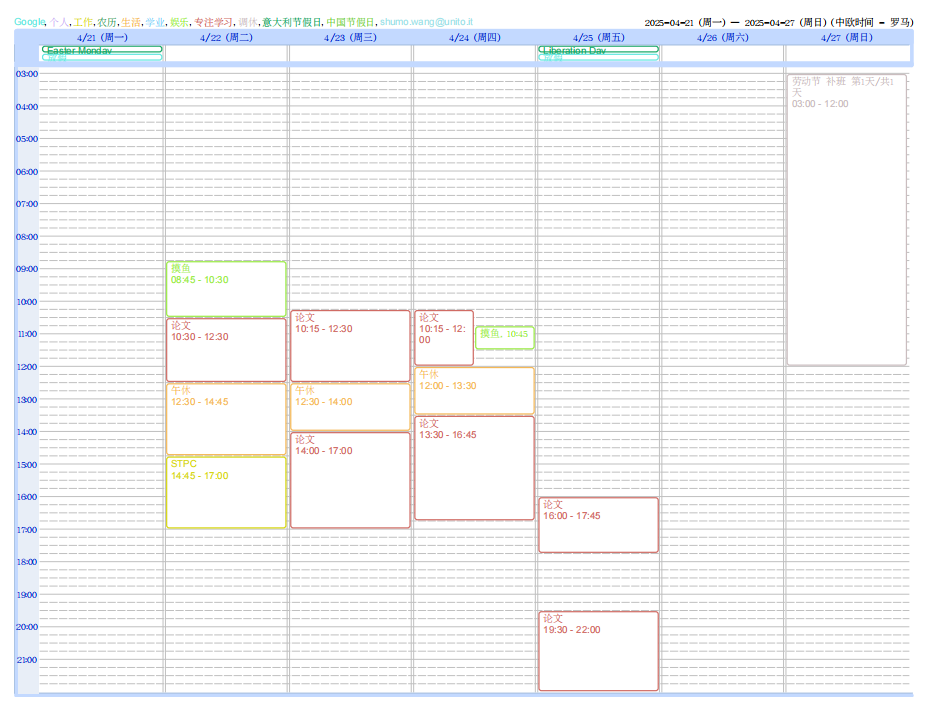 Google, 个人, 工作, 农历, 生活, 学业, 娱乐, 专注学习, 调休, 意大利节假日, 中国节假日, shumo.wang@unito.it
2025-04-21 (周一) — 2025-04-27 (周日) (中欧时间 - 罗马)
4/21 (周一)
4/22 (周二)
4/23 (周三)
4/24 (周四)
4/25 (周五)
4/26 (周六)
4/27 (周日)
Easter Monday
Liberation Day
03:00
04:00
05:00
06:00
07:00
08:00
09:00
10:00
11:00
12:00
13:00
14:00
15:00
16:00
17:00
18:00
19:00
20:00
21:00
摸鱼
08:45 - 10:30
论文
10:30 - 12:30
午休
12:30 - 14:45
STPC
14:45 - 17:00
论文
10:15 - 12:30
午休
12:30 - 14:00
论文
14:00 - 17:00
论文
10:15 - 12:
00
摸鱼, 10:45
午休
12:00 - 13:30
论文
13:30 - 16:45
论文
16:00 - 17:45
论文
19:30 - 22:00
劳动节 补班 第1天/共1
天
03:00 - 12:00